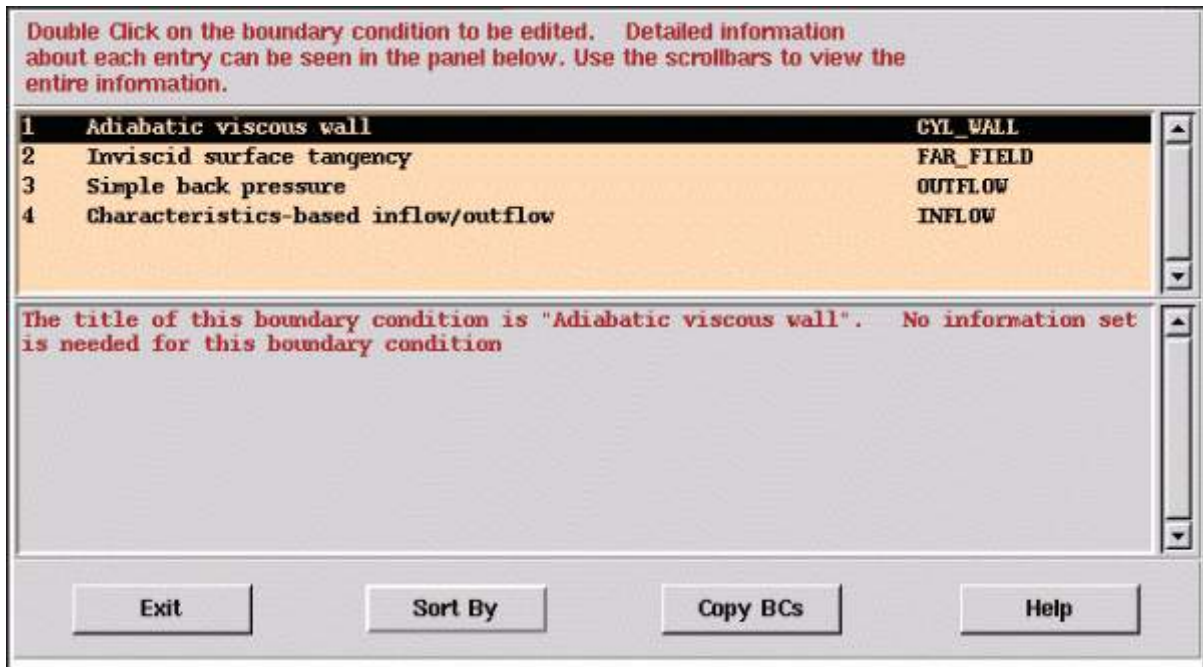 Double Click on the boundary condition to be edited. Detailed information
about each entry can be seen in the panel below. Use the scrollbars to view the
entire information.
1 Adiabatic viscous wall CYL_WALL
2 Inviscid surface tangency FAR_FIELD
3 Simple back pressure OUTFLOW
4 Characteristics-based inflow/outflow INFLOW
The title of this boundary condition is "Adiabatic viscous wall". No information set
is needed for this boundary condition
Exit Sort By Copy BCs Help